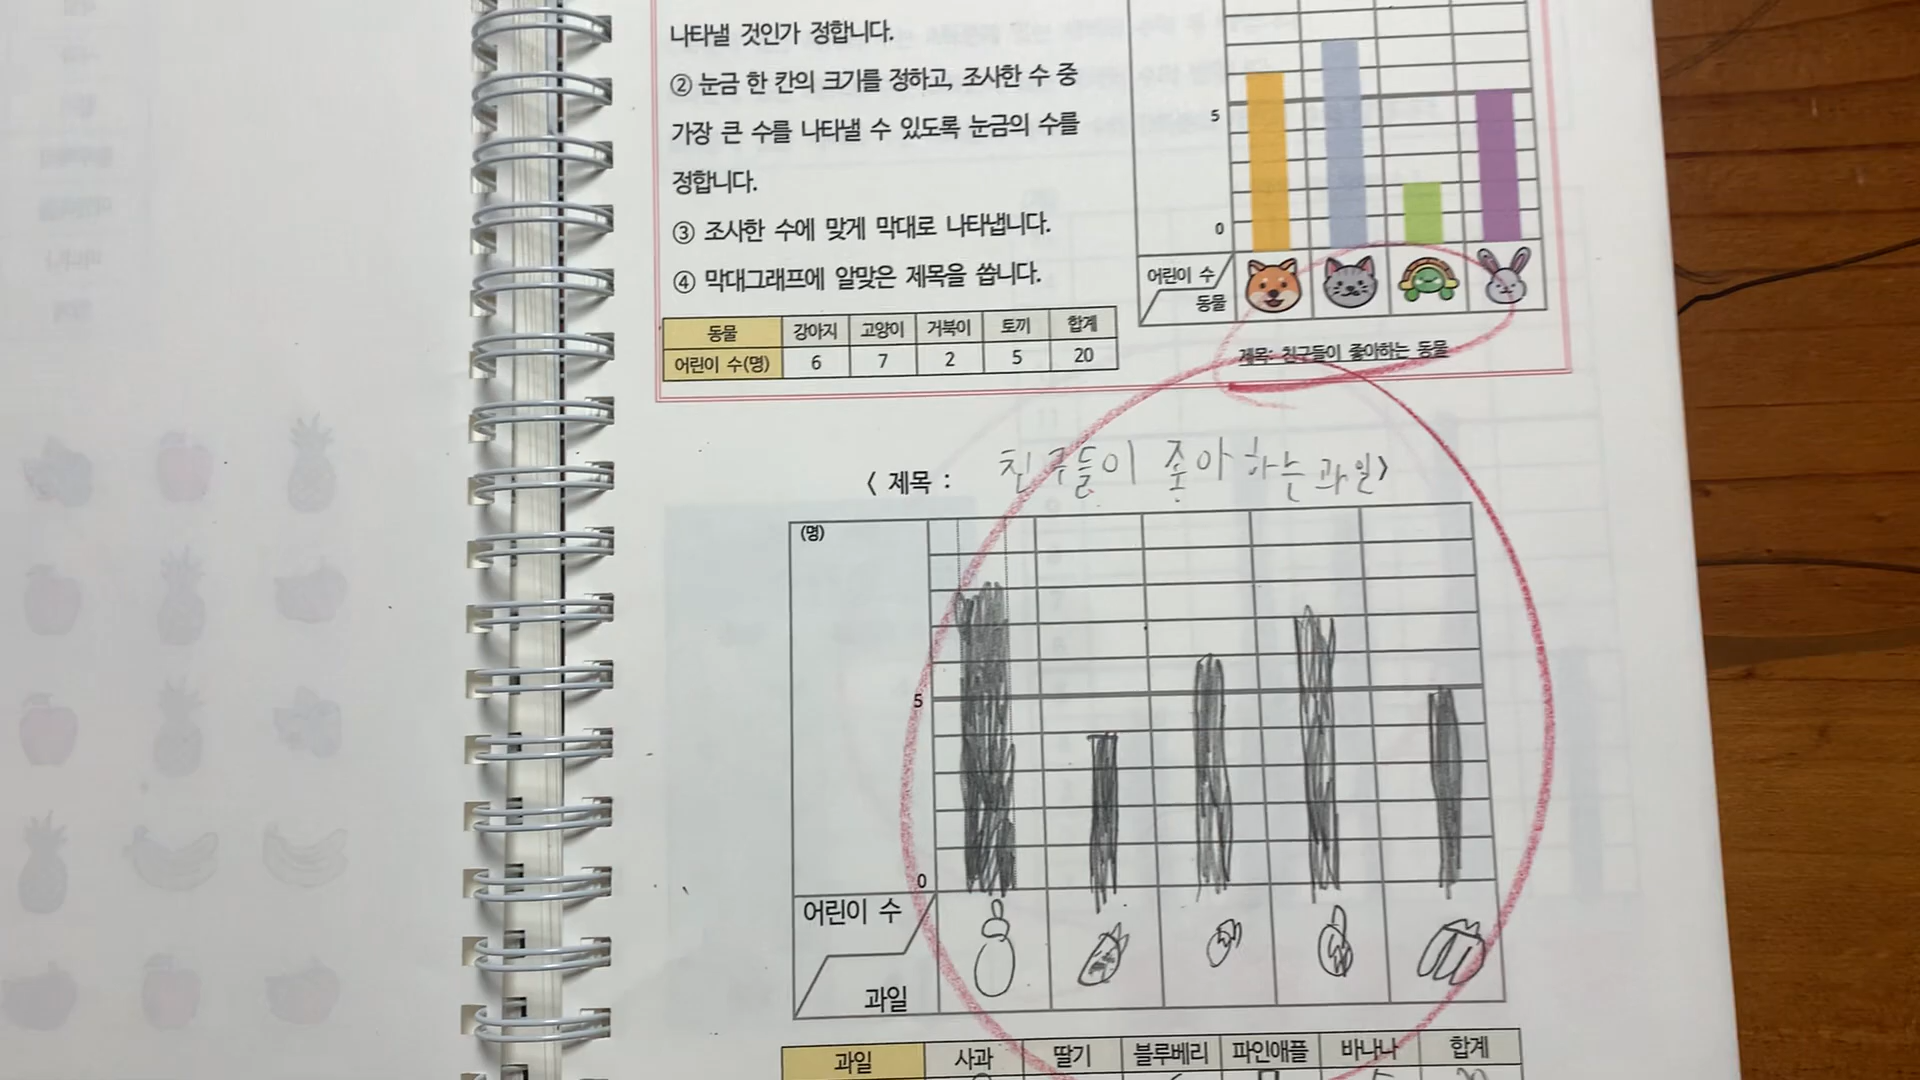 나타낼 것인가 정합니다.
② 눈금 한 칸의 크기를 정하고, 조사한 수 중
가장 큰 수를 나타낼 수 있도록 눈금의 수를
정합니다.
③ 조사한 수에 맞게 막대로 나타냅니다.
④ 막대그래프에 알맞은 제목을 씁니다.
동물 강아지 고양이 거북이 토끼 합계
어린이 수(명) 6 7 2 5 20
5
0
어린이 수
동물
제목: 친구들이 좋아하는 동물
< 제목 : 친구들이 좋아하는 과일>
(명)
5
0
어린이 수
과일
과일 사과 딸기 블루베리 파인애플 바나나 합계